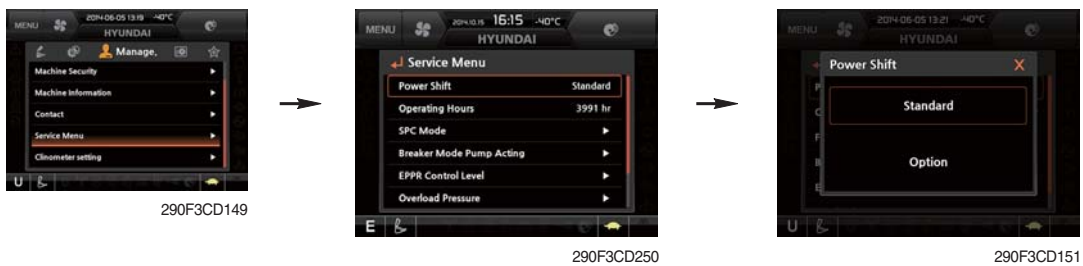 MENU 2014-06-05 13:19 -40°C
HYUNDAI
Manage.
Machine Security
Machine Information
Contact
Service Menu
Clinometer setting
U
290F3CD149
MENU 2014.10.15 16:15 -40°C
HYUNDAI
Service Menu
Power Shift Standard
Operating Hours 3991 hr
SPC Mode
Breaker Mode Pump Acting
EPPR Control Level
Overload Pressure
E
290F3CD250
MENU 2014-06-05 13:21 -40°C
HYUNDAI
Power Shift X
Standard
Option
U
290F3CD151